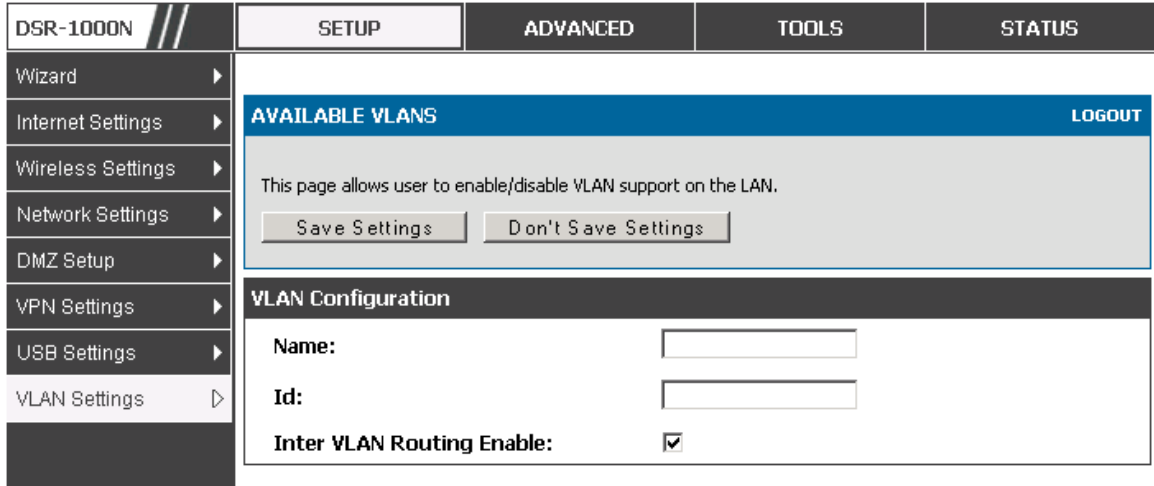 DSR-1000N
SETUP
ADVANCED
TOOLS
STATUS
Wizard
Internet Settings
Wireless Settings
Network Settings
DMZ Setup
VPN Settings
USB Settings
VLAN Settings
AVAILABLE VLANS
LOGOUT
This page allows user to enable/disable VLAN support on the LAN.
Save Settings
Don't Save Settings
VLAN Configuration
Name:
Id:
Inter VLAN Routing Enable: